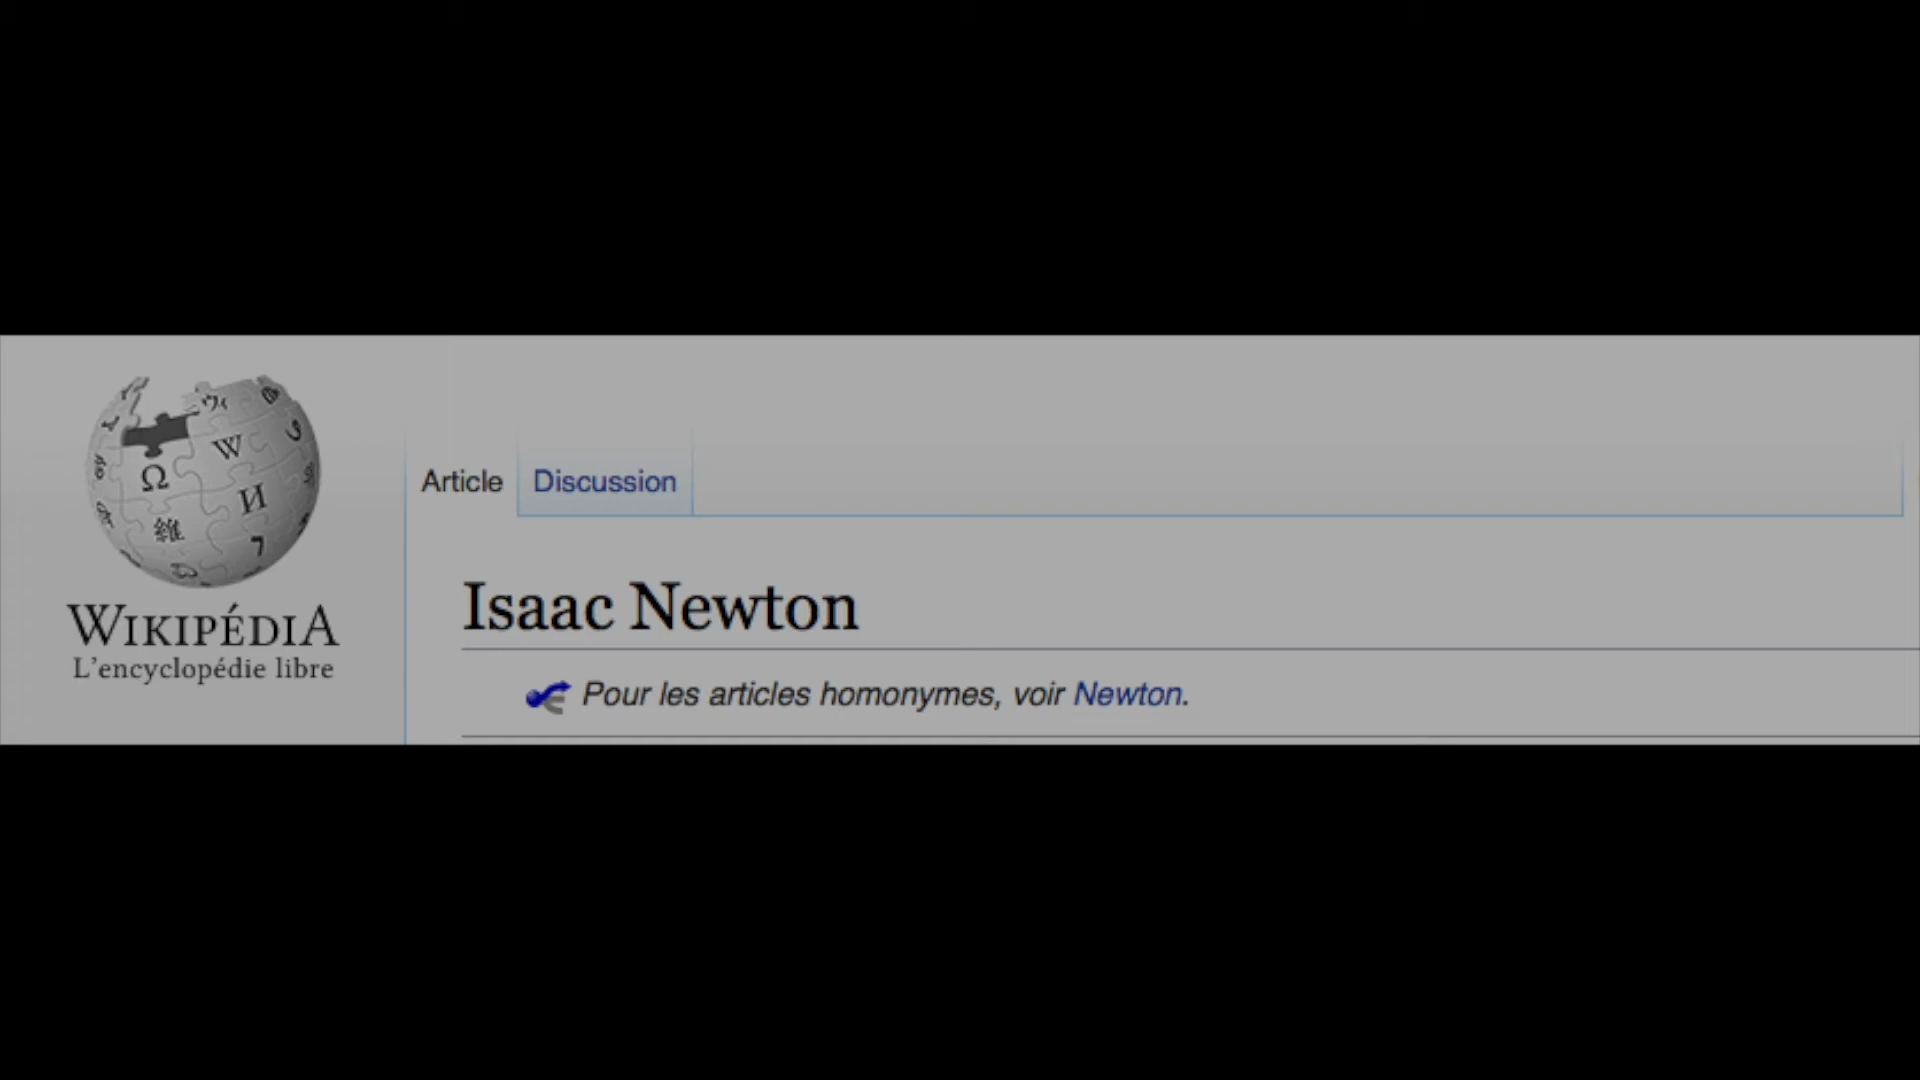 WIKIPÉDIA
L'encyclopédie libre
Article Discussion
Isaac Newton
Pour les articles homonymes, voir Newton.